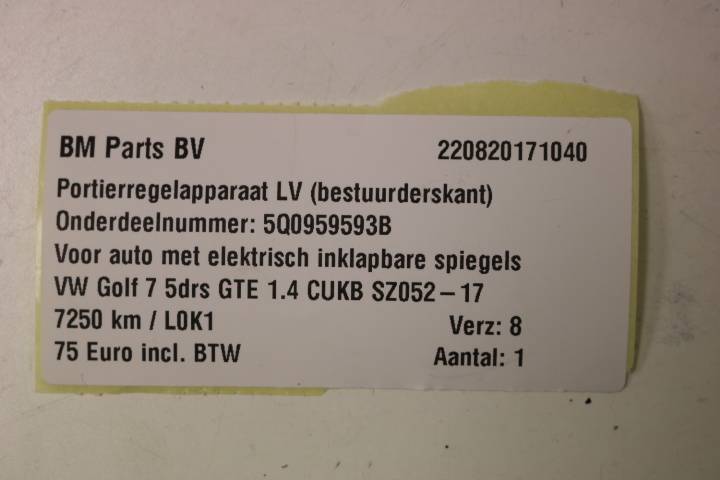 BM Parts BV 220820171040
Portierregelapparaat LV (bestuurderskant)
Onderdeelnummer: 5Q0959593B
Voor auto met elektrisch inklapbare spiegels
VW Golf 7 5drs GTE 1.4 CUKB SZ052 – 17
7250 km / L0K1 Verz: 8
75 Euro incl. BTW Aantal: 1